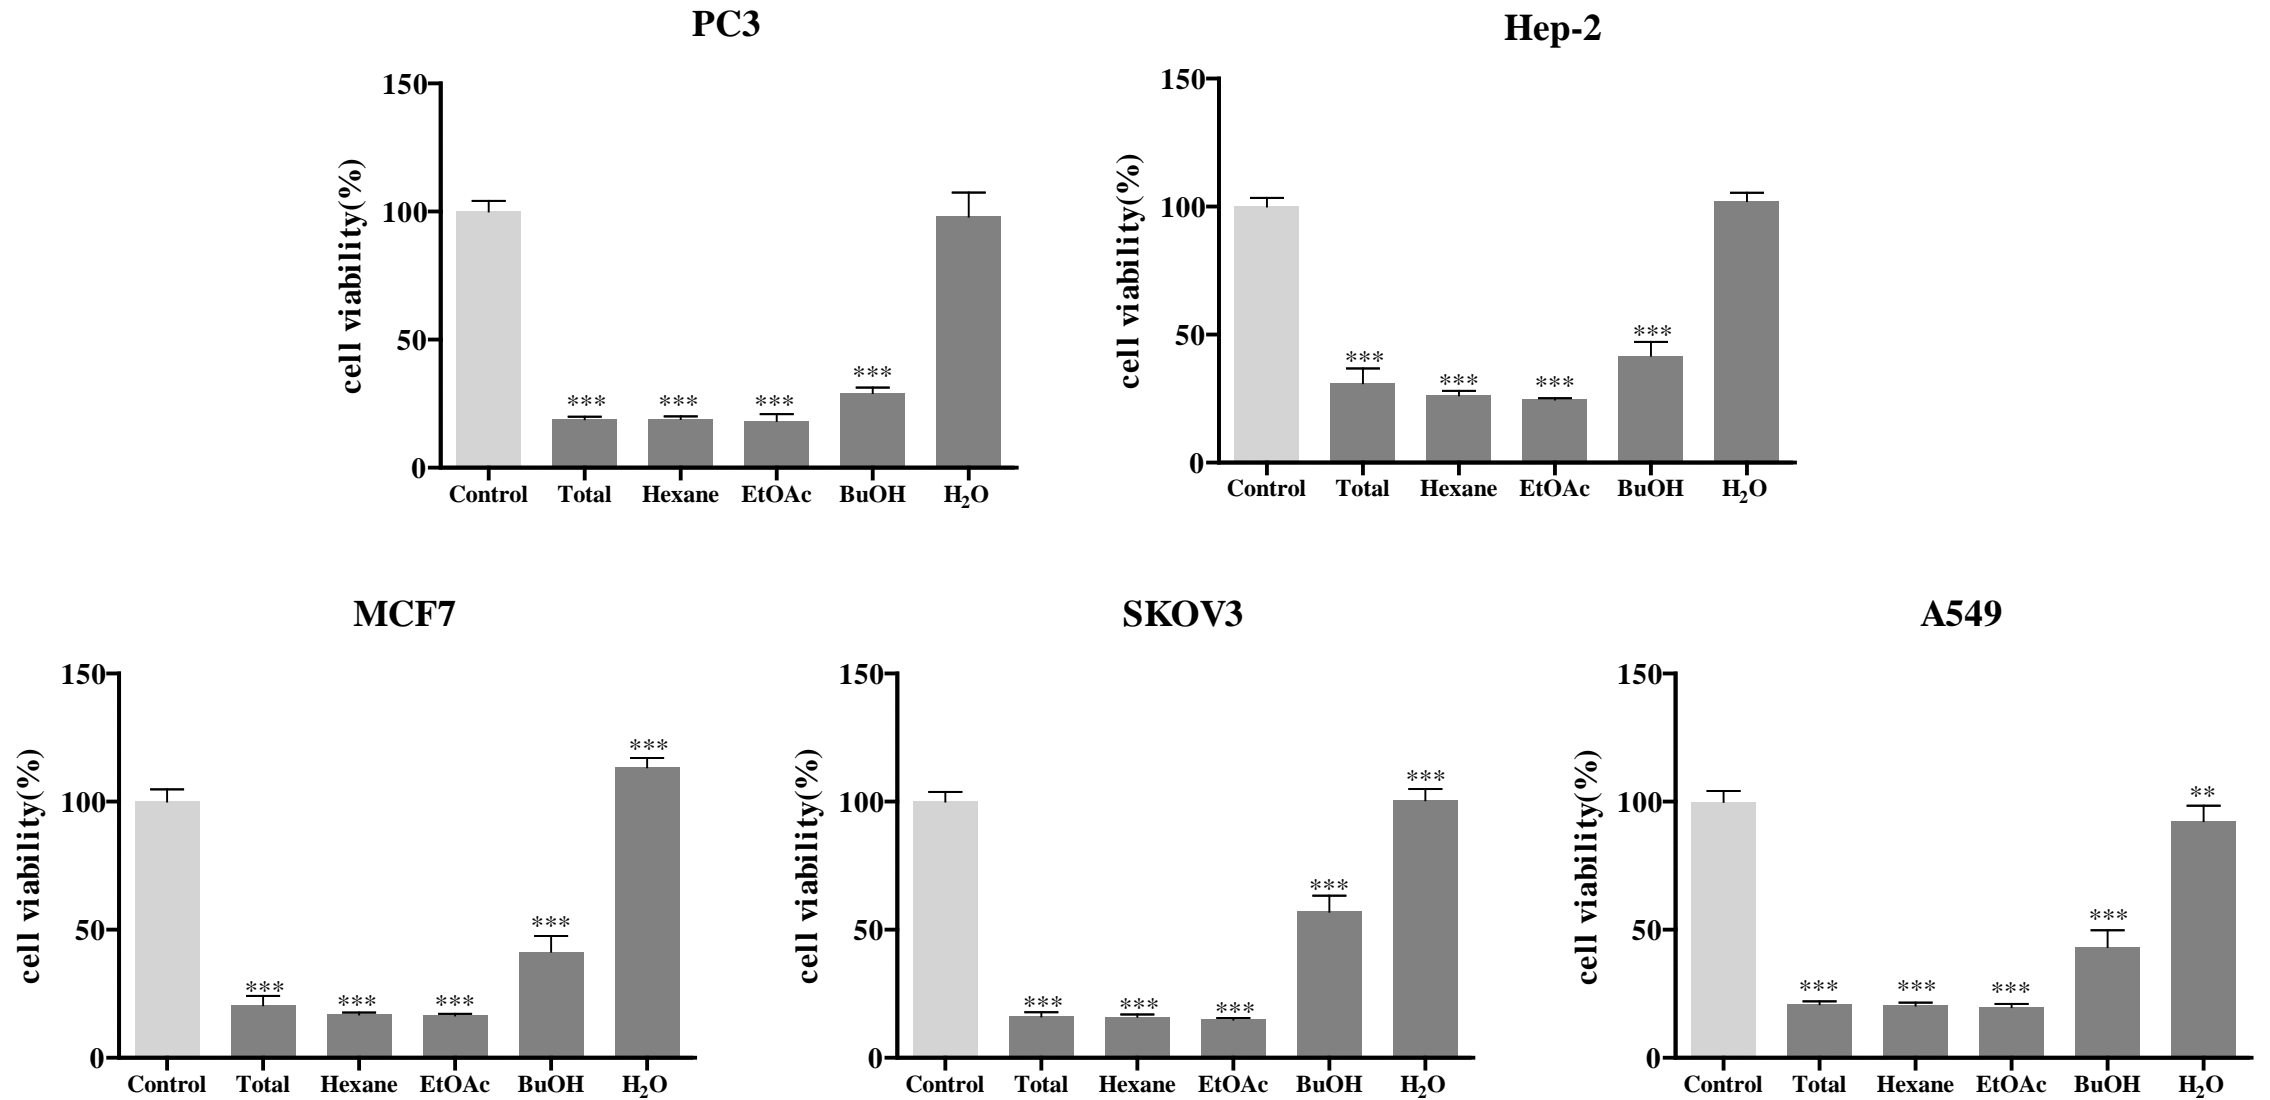 PC3
cell viability(%)
150
100
50
0
***
***
***
***
Control Total Hexane EtOAc BuOH H₂O
Hep-2
cell viability(%)
150
100
50
0
***
***
***
***
Control Total Hexane EtOAc BuOH H₂O
MCF7
cell viability(%)
150
100
50
0
***
***
***
***
***
Control Total Hexane EtOAc BuOH H₂O
SKOV3
cell viability(%)
150
100
50
0
***
***
***
***
***
Control Total Hexane EtOAc BuOH H₂O
A549
cell viability(%)
150
100
50
0
***
***
***
***
**
Control Total Hexane EtOAc BuOH H₂O